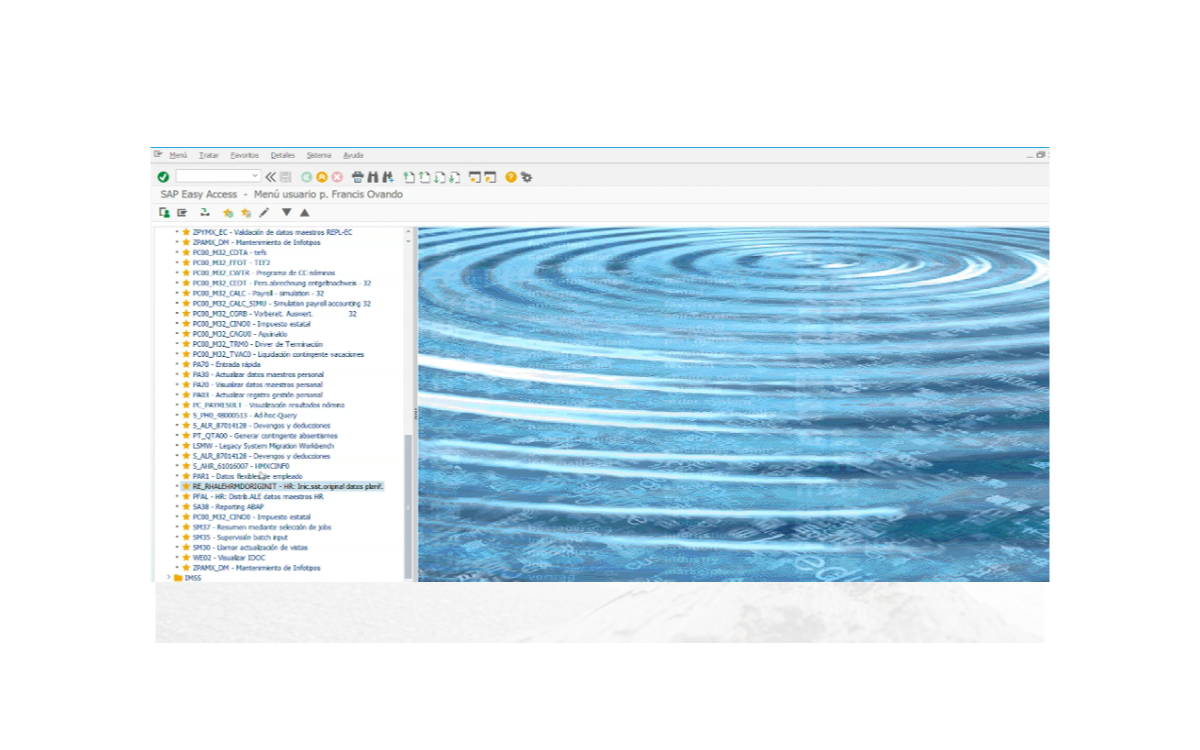 Menú Tratar Favoritos Detalles Sistema Ayuda
SAP Easy Access - Menú usuario p. Francis Ovando
ZPYMX_EC - Validación de datos maestros REPL-EC
ZPAMX_DM - Mantenimiento de Infotipos
PC00_M32_CDTA - tefs
PC00_M32_FFOT - TEF2
PC00_M32_CWTR - Programa de CC nóminas
PC00_M32_CEDT - Pers.abrechnung entgeltnachweis - 32
PC00_M32_CALC - Payroll - simulation - 32
PC00_M32_CALC_SIMU - Simulation payroll accounting 32
PC00_M32_CGRB - Vorberet. Auswert. 32
PC00_M32_CIN00 - Impuesto estatal
PC00_M32_CAGU0 - Aguinaldo
PC00_M32_TRM0 - Driver de Terminación
PC00_M32_TVAC0 - Liquidación contingente vacaciones
PA70 - Entrada rápida
PA30 - Actualizar datos maestros personal
PA20 - Visualizar datos maestros personal
PA03 - Actualizar registro gestión personal
PC_PAYRESULT - Visualización resultados nómina
S_PH0_48000513 - Ad hoc-Query
S_ALR_87014128 - Devengos y deducciones
PT_QTA00 - Generar contingente absentismos
LSMW - Legacy System Migration Workbench
S_ALR_87014128 - Devengos y deducciones
S_AHR_61016007 - HMXCINF0
PAR1 - Datos flexibles de empleado
RE_RHALEHRMDORIGINIT - HR: Inic.sist.original datos planif.
PFAL - HR: Distrib.ALE datos maestros HR
SA38 - Reporting ABAP
PC00_M32_CIN00 - Impuesto estatal
SM37 - Resumen mediante selección de jobs
SM35 - Supervisión batch input
SM30 - Llamar actualización de vistas
WE02 - Visualizar IDOC
ZPAMX_DM - Mantenimiento de Infotipos
IMSS